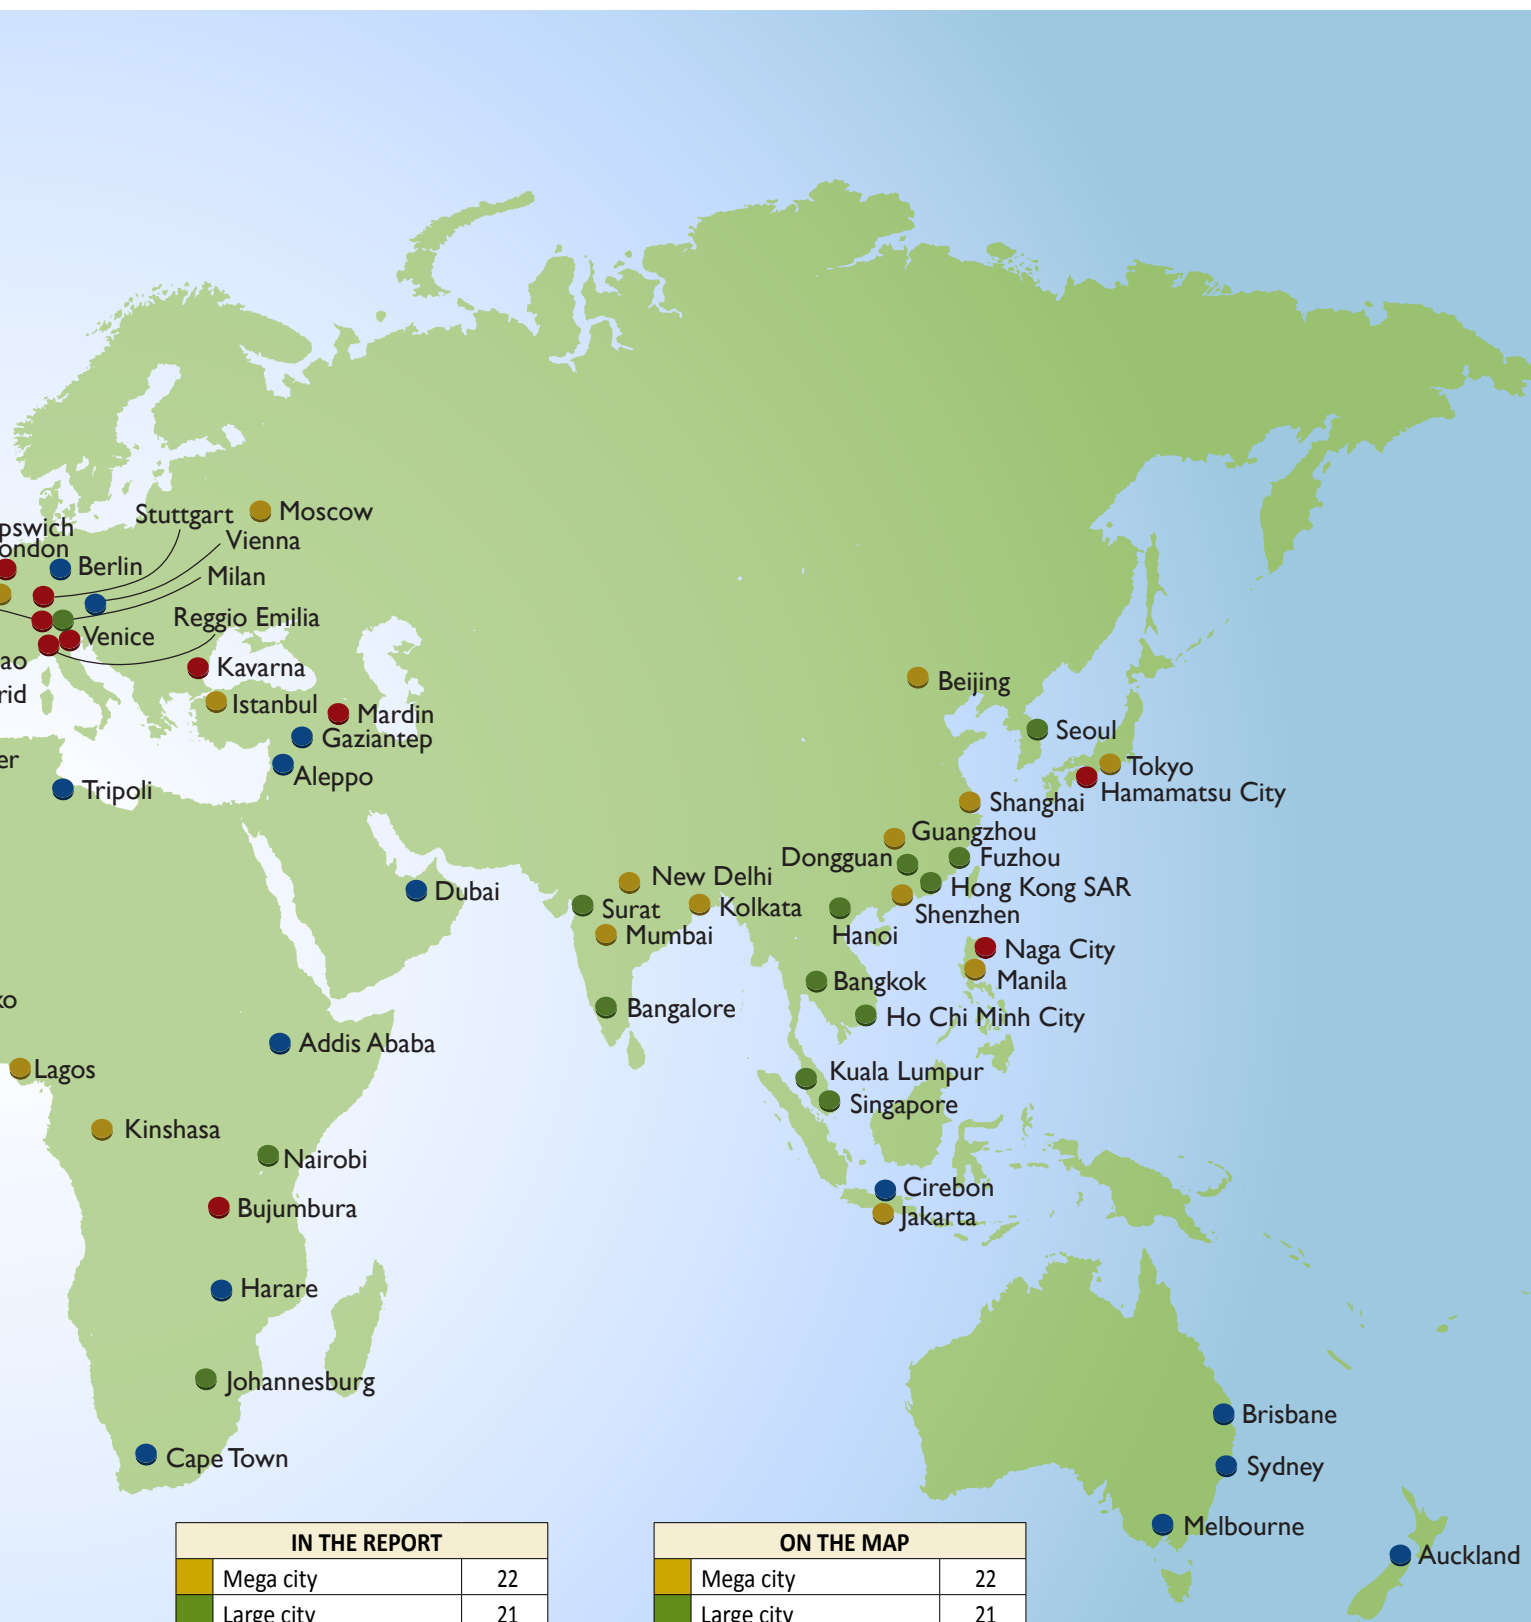 Stuttgart
Moscow
pswich
Vienna
ondon
Berlin
Milan
Reggio Emilia
Venice
ao
Kavarna
rid
Istanbul
Mardin
Gaziantep
er
Aleppo
Tripoli
Beijing
Seoul
Tokyo
Hamamatsu City
Shanghai
Guangzhou
Dongguan
Fuzhou
New Delhi
Hong Kong SAR
Dubai
Surat
Kolkata
Shenzhen
Mumbai
Hanoi
Naga City
Manila
Bangkok
ko
Bangalore
Ho Chi Minh City
Addis Ababa
Lagos
Kuala Lumpur
Singapore
Kinshasa
Nairobi
Cirebon
Bujumbura
Jakarta
Harare
Johannesburg
Brisbane
Cape Town
Sydney
Melbourne
Auckland
IN THE REPORT
Mega city 22
Large city 21
ON THE MAP
Mega city 22
Large city 21